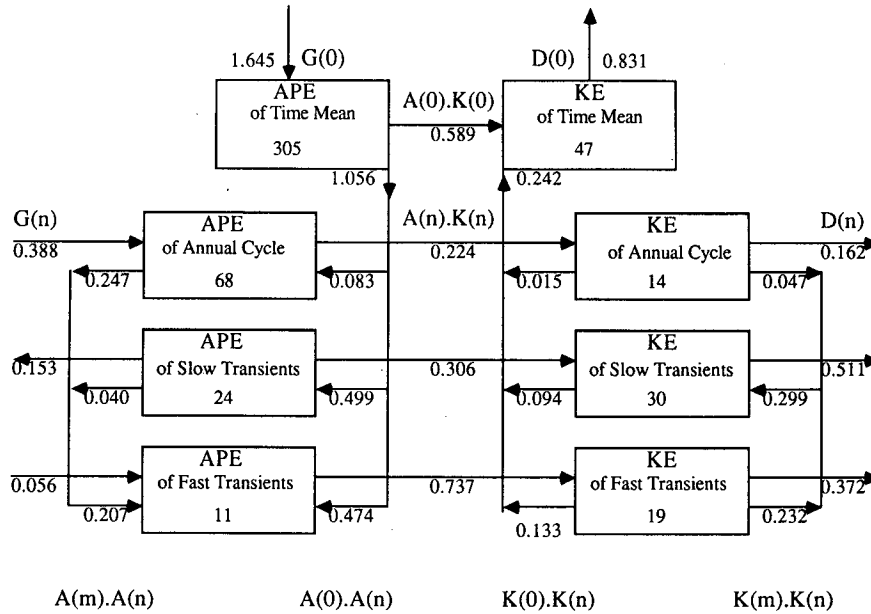 1.645 G(0) D(0) 0.831
APE KE
of Time Mean A(0).K(0) of Time Mean
305 0.589 47
1.056 0.242
G(n) APE A(n).K(n) KE D(n)
0.388 of Annual Cycle 0.224 of Annual Cycle 0.162
0.247 68 0.083 0.015 14 0.047
APE KE
0.153 of Slow Transients 0.306 of Slow Transients 0.511
0.040 24 0.499 0.094 30 0.299
APE KE
0.056 of Fast Transients 0.737 of Fast Transients 0.372
0.207 11 0.474 0.133 19 0.232
A(m).A(n) A(0).A(n) K(0).K(n) K(m).K(n)